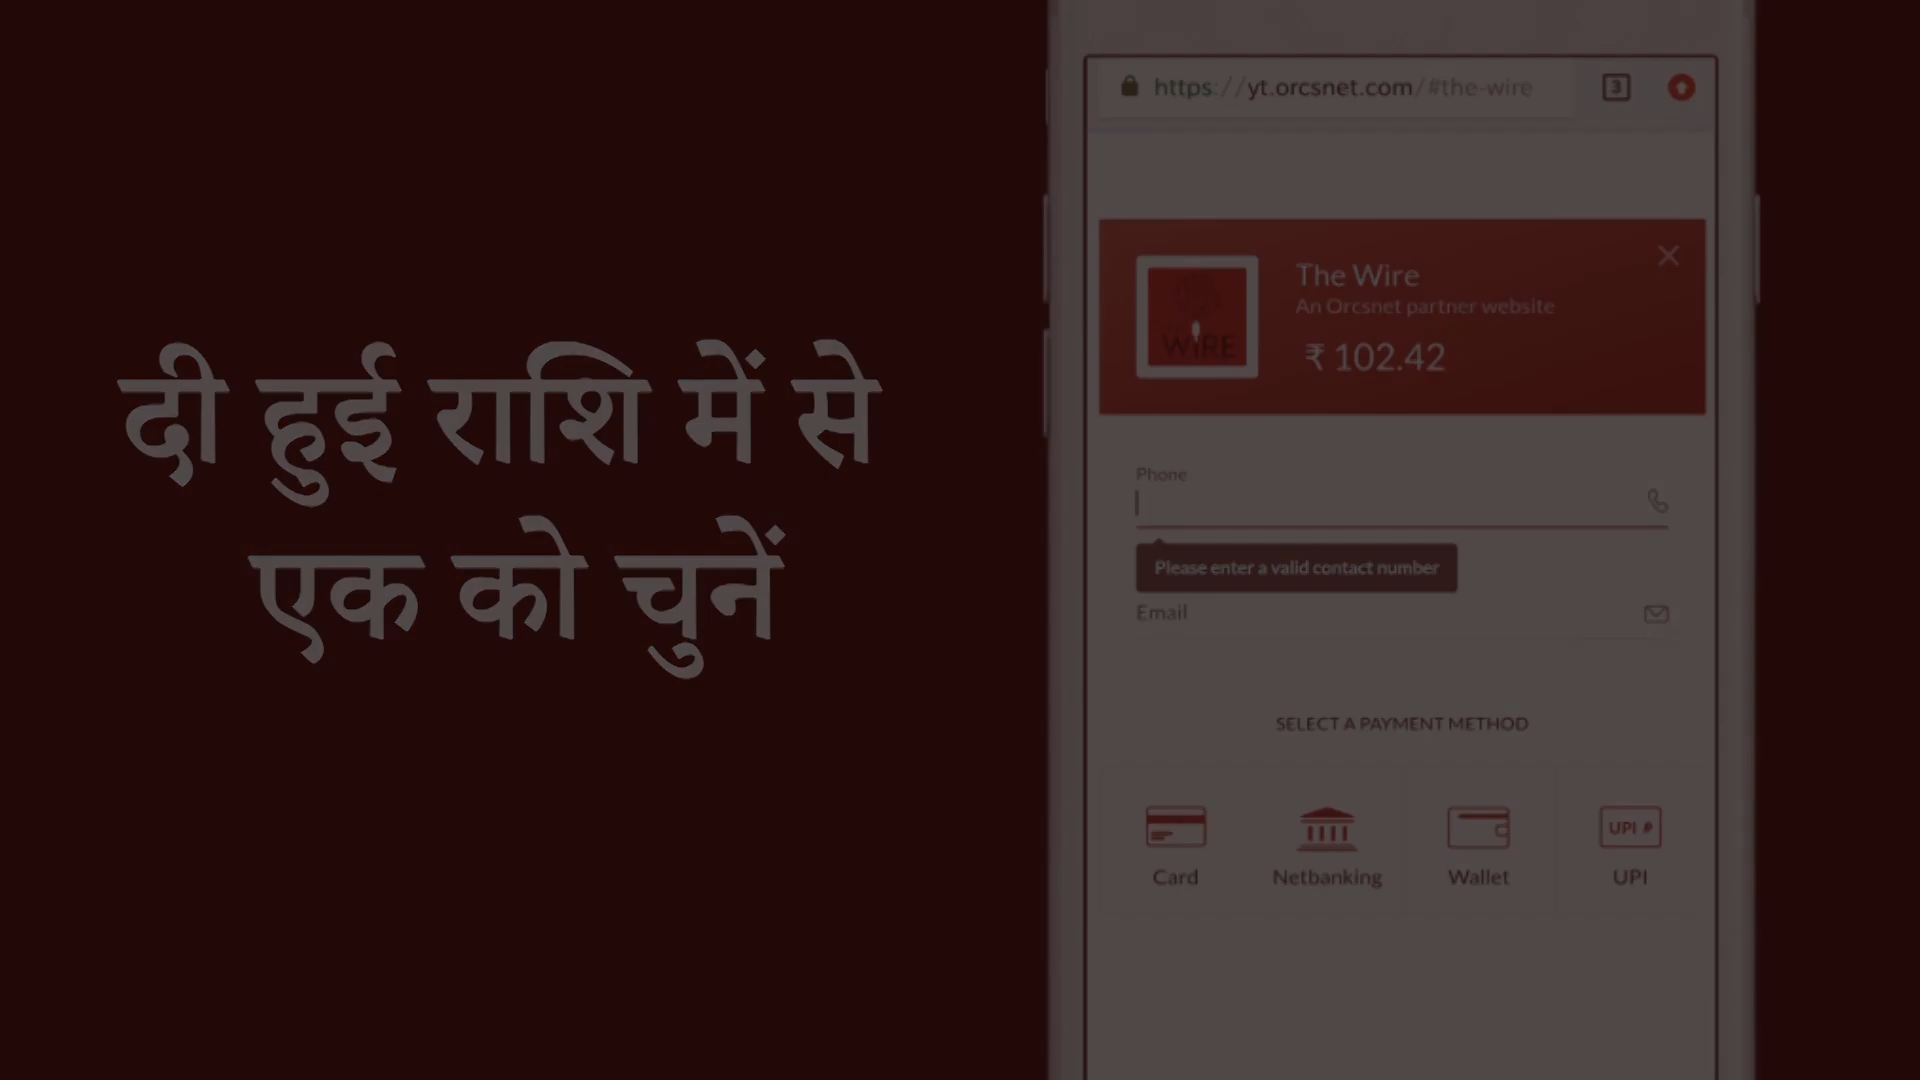 दी हुई राशि में से
एक को चुनें
https://yt.orcsnet.com/#the-wire
3
The Wire
An Orcsnet partner website
₹ 102.42
WIRE
Phone
Please enter a valid contact number
Email
SELECT A PAYMENT METHOD
Card
Netbanking
Wallet
UPI
UPI